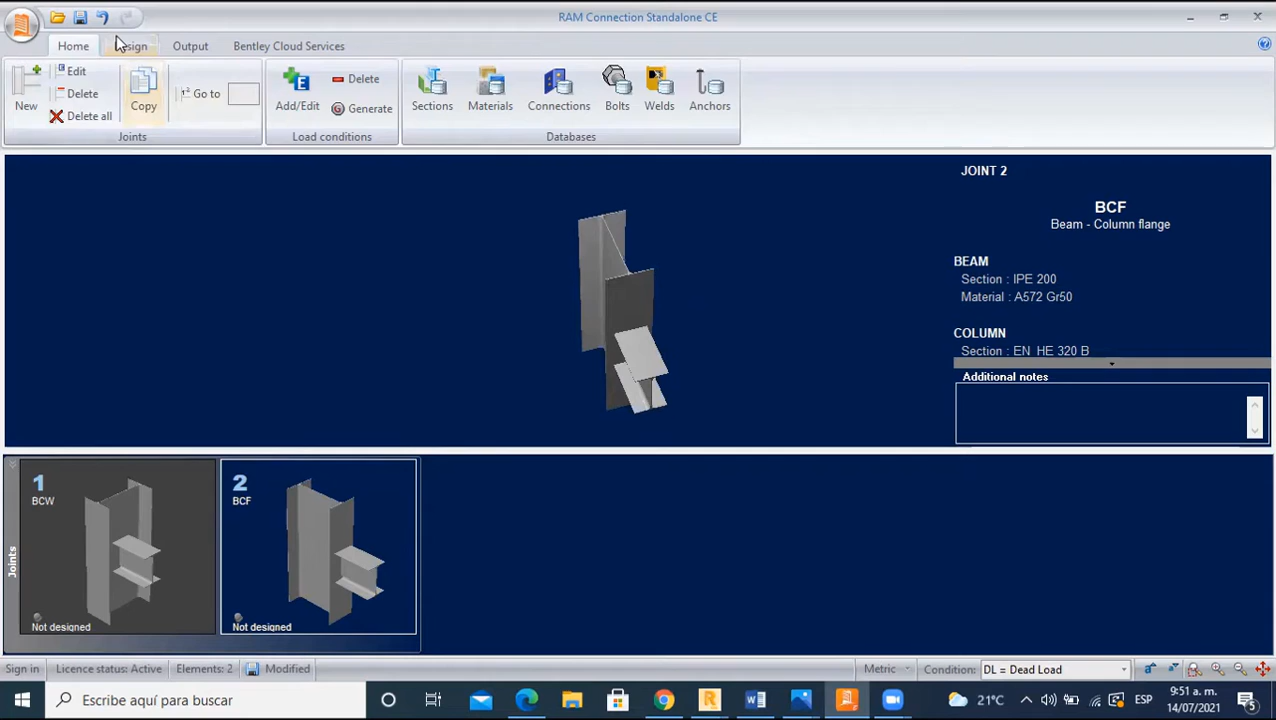 RAM Connection Standalone CE
Home Design Output Bentley Cloud Services
New Edit Delete Delete all Copy Go to
Joints
Add/Edit Delete Generate
Load conditions
Sections Materials Connections Bolts Welds Anchors
Databases
JOINT 2
BCF
Beam - Column flange
BEAM
Section : IPE 200
Material : A572 Gr50
COLUMN
Section : EN HE 320 B
Additional notes
Joints
1
BCW
Not designed
2
BCF
Not designed
Sign in Licence status: Active Elements: 2 Modified Metric Condition: DL = Dead Load
Escribe aquí para buscar 21°C ESP 9:51 a. m.
14/07/2021
5